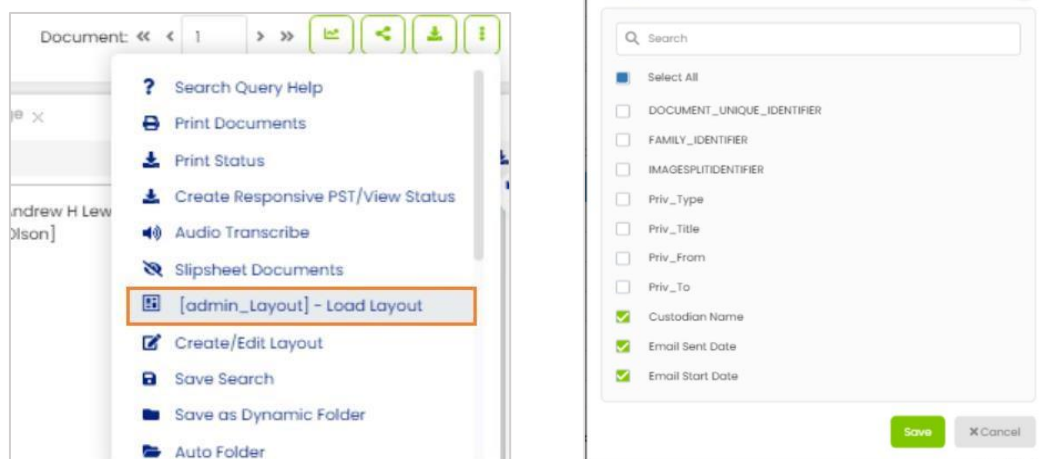 Document: « ‹ 1 › »
? Search Query Help
Print Documents
Print Status
Create Responsive PST/View Status
Audio Transcribe
Slipsheet Documents
[admin_Layout] - Load Layout
Create/Edit Layout
Save Search
Save as Dynamic Folder
Auto Folder
ge ×
Andrew H Lew
Olson]
Search
Select All
DOCUMENT_UNIQUE_IDENTIFIER
FAMILY_IDENTIFIER
IMAGESPLITIDENTIFIER
Priv_Type
Priv_Title
Priv_From
Priv_To
Custodian Name
Email Sent Date
Email Start Date
Save
× Cancel